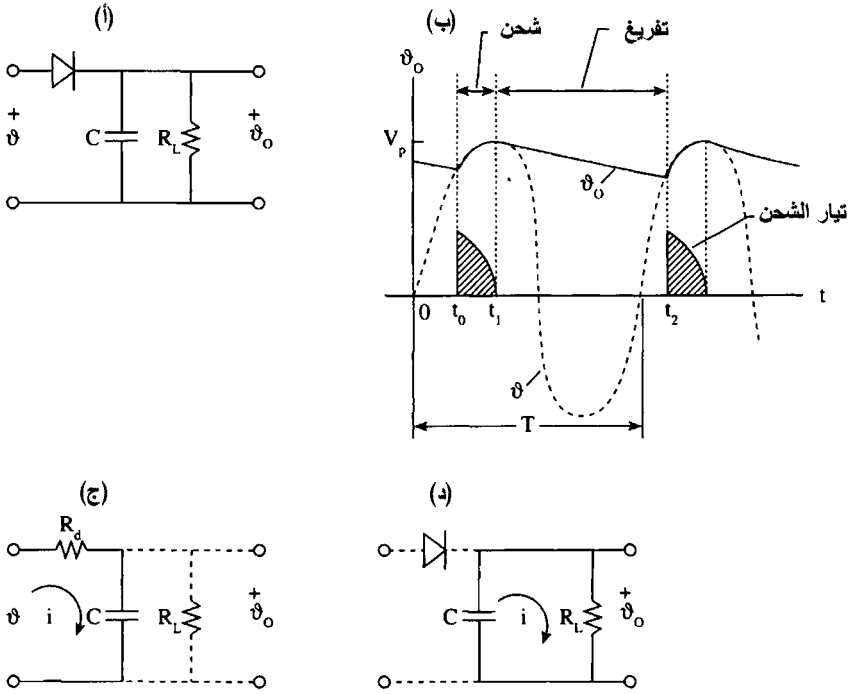 (أ)
+
ϑ
C
R_L
+
ϑ_O
(ب)
شحن
تفريغ
ϑ_O
V_P
ϑ_O
تيار الشحن
0
t_0
t_1
t_2
t
ϑ
T
(ج)
R_d
ϑ
i
C
R_L
+
ϑ_O
(د)
C
i
R_L
+
ϑ_O